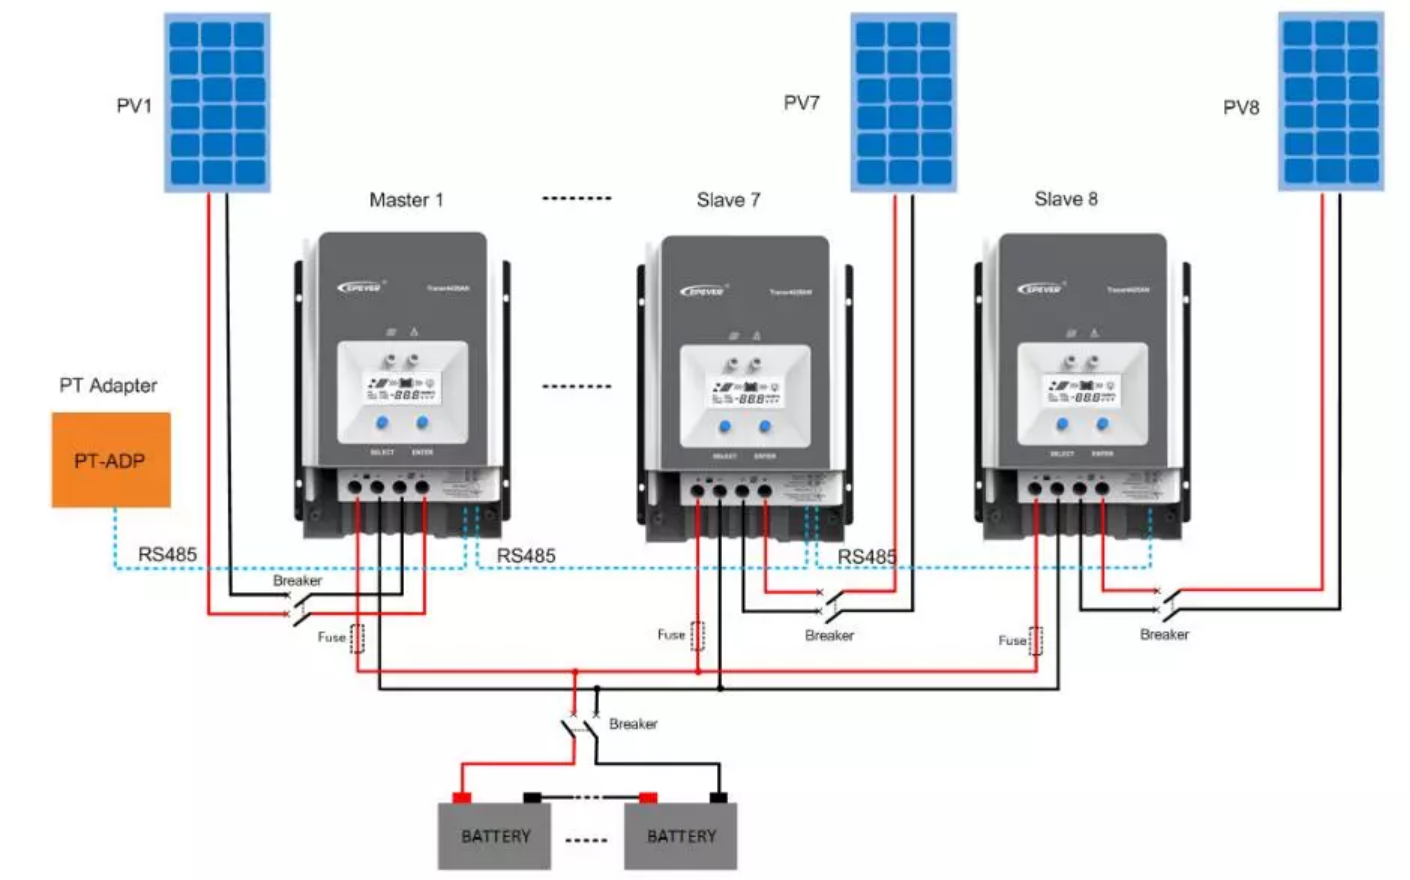 PV1
PV7
PV8
Master 1
Slave 7
Slave 8
EPEVER
EPEVER
EPEVER
PT Adapter
PT-ADP
SELECT ENTER
SELECT ENTER
SELECT ENTER
RS485
RS485
RS485
Breaker
Fuse
Fuse
Breaker
Fuse
Breaker
Breaker
BATTERY
BATTERY